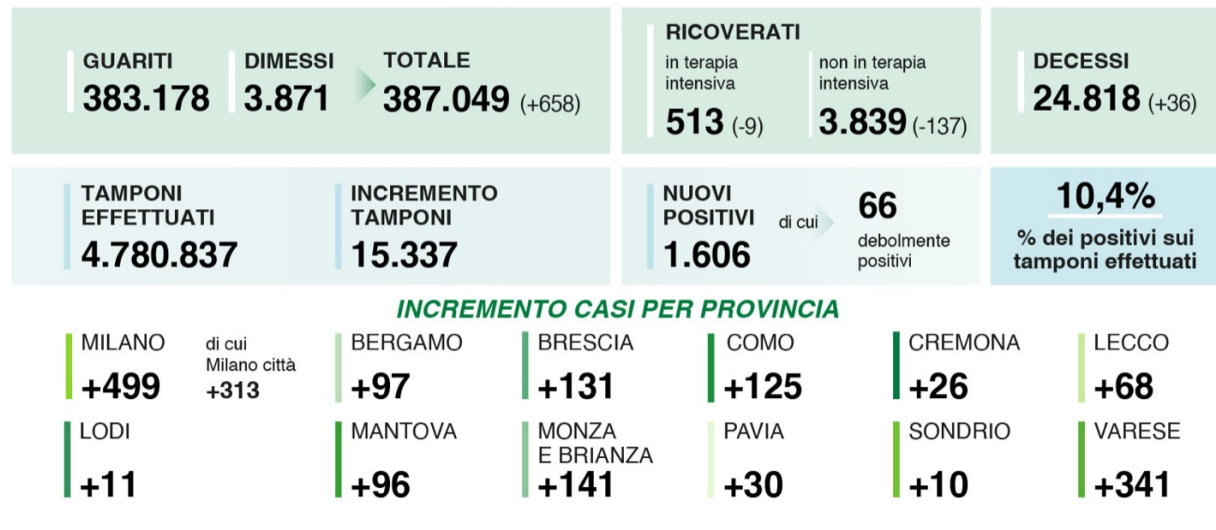 GUARITI
383.178
DIMESSI
3.871
TOTALE
387.049 (+658)
RICOVERATI
in terapia
intensiva
513 (-9)
non in terapia
intensiva
3.839 (-137)
DECESSI
24.818 (+36)
TAMPONI
EFFETTUATI
4.780.837
INCREMENTO
TAMPONI
15.337
NUOVI
POSITIVI
1.606
di cui
66
debolmente
positivi
10,4%
% dei positivi sui
tamponi effettuati
INCREMENTO CASI PER PROVINCIA
MILANO
+499
di cui
Milano città
+313
BERGAMO
+97
BRESCIA
+131
COMO
+125
CREMONA
+26
LECCO
+68
LODI
+11
MANTOVA
+96
MONZA
E BRIANZA
+141
PAVIA
+30
SONDRIO
+10
VARESE
+341